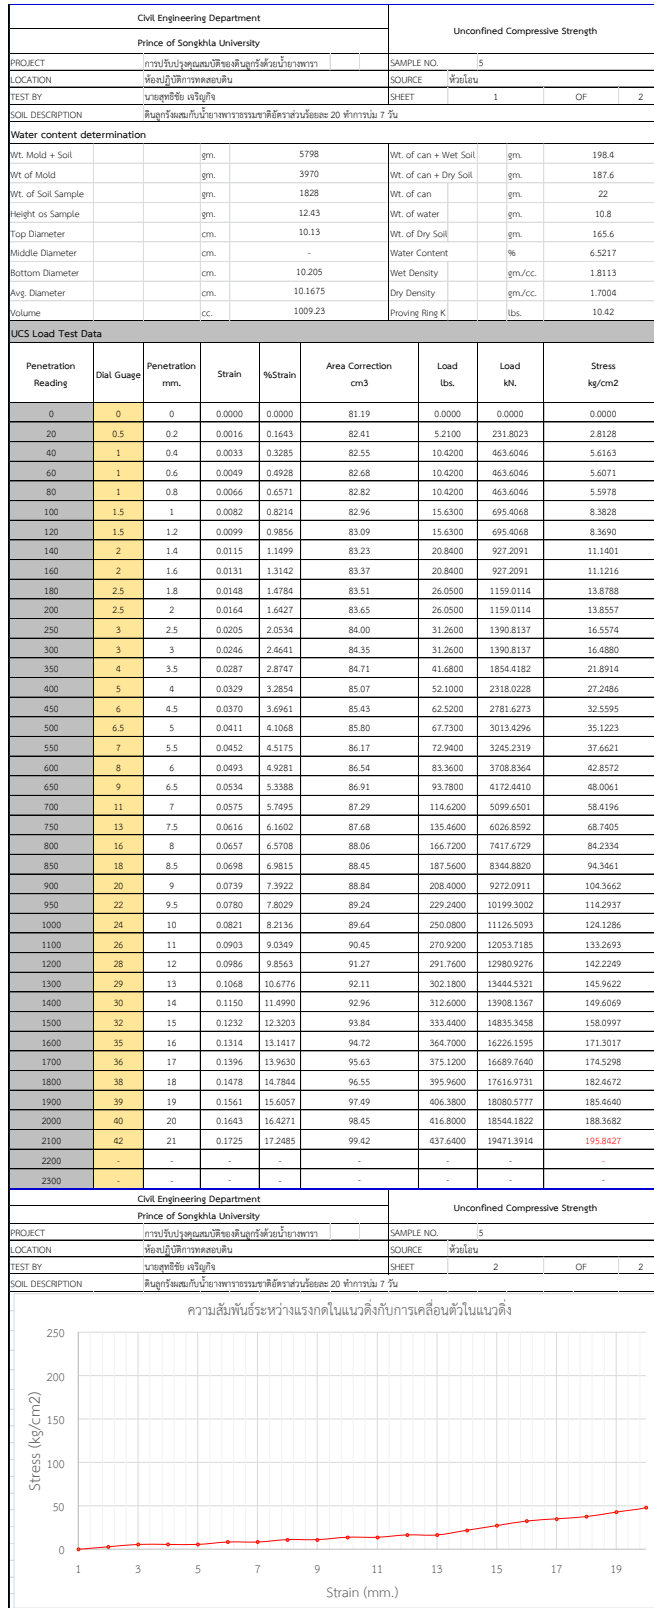 Civil Engineering Department
Unconfined Compressive Strength
Prince of Songkhla University
PROJECT การปรับปรุงคุณสมบัติของดินลูกรังด้วยน้ำยางพารา SAMPLE NO. 5
LOCATION ห้องปฏิบัติการทดสอบดิน SOURCE ห้วยโอน
TEST BY นายสุทธิชัย เจริญกิจ SHEET 1 OF 2
SOIL DESCRIPTION ดินลูกรังผสมกับน้ำยางพาราธรรมชาติอัตราส่วนร้อยละ 20 ทำการบ่ม 7 วัน
Water content determination
Wt. Mold + Soil gm. 5798 Wt. of can + Wet Soil gm. 198.4
Wt of Mold gm. 3970 Wt. of can + Dry Soil gm. 187.6
Wt. of Soil Sample gm. 1828 Wt. of can gm. 22
Height os Sample gm. 12.43 Wt. of water gm. 10.8
Top Diameter cm. 10.13 Wt. of Dry Soil gm. 165.6
Middle Diameter cm. - Water Content % 6.5217
Bottom Diameter cm. 10.205 Wet Density gm./cc. 1.8113
Avg. Diameter cm. 10.1675 Dry Density gm./cc. 1.7004
Volume cc. 1009.23 Proving Ring K lbs. 10.42
UCS Load Test Data
Penetration Reading Dial Guage Penetration mm. Strain %Strain Area Correction cm3 Load lbs. Load kN. Stress kg/cm2
0 0 0 0.0000 0.0000 81.19 0.0000 0.0000 0.0000
20 0.5 0.2 0.0016 0.1643 82.41 5.2100 231.8023 2.8128
40 1 0.4 0.0033 0.3285 82.55 10.4200 463.6046 5.6163
60 1 0.6 0.0049 0.4928 82.68 10.4200 463.6046 5.6071
80 1 0.8 0.0066 0.6571 82.82 10.4200 463.6046 5.5978
100 1.5 1 0.0082 0.8214 82.96 15.6300 695.4068 8.3828
120 1.5 1.2 0.0099 0.9856 83.09 15.6300 695.4068 8.3690
140 2 1.4 0.0115 1.1499 83.23 20.8400 927.2091 11.1401
160 2 1.6 0.0131 1.3142 83.37 20.8400 927.2091 11.1216
180 2.5 1.8 0.0148 1.4784 83.51 26.0500 1159.0114 13.8788
200 2.5 2 0.0164 1.6427 83.65 26.0500 1159.0114 13.8557
250 3 2.5 0.0205 2.0534 84.00 31.2600 1390.8137 16.5574
300 3 3 0.0246 2.4641 84.35 31.2600 1390.8137 16.4880
350 4 3.5 0.0287 2.8747 84.71 41.6800 1854.4182 21.8914
400 5 4 0.0329 3.2854 85.07 52.1000 2318.0228 27.2486
450 6 4.5 0.0370 3.6961 85.43 62.5200 2781.6273 32.5595
500 6.5 5 0.0411 4.1068 85.80 67.7300 3013.4296 35.1223
550 7 5.5 0.0452 4.5175 86.17 72.9400 3245.2319 37.6621
600 8 6 0.0493 4.9281 86.54 83.3600 3708.8364 42.8572
650 9 6.5 0.0534 5.3388 86.91 93.7800 4172.4410 48.0061
700 11 7 0.0575 5.7495 87.29 114.6200 5099.6501 58.4196
750 13 7.5 0.0616 6.1602 87.68 135.4600 6026.8592 68.7405
800 16 8 0.0657 6.5708 88.06 166.7200 7417.6729 84.2334
850 18 8.5 0.0698 6.9815 88.45 187.5600 8344.8820 94.3461
900 20 9 0.0739 7.3922 88.84 208.4000 9272.0911 104.3662
950 22 9.5 0.0780 7.8029 89.24 229.2400 10199.3002 114.2937
1000 24 10 0.0821 8.2136 89.64 250.0800 11126.5093 124.1286
1100 26 11 0.0903 9.0349 90.45 270.9200 12053.7185 133.2693
1200 28 12 0.0986 9.8563 91.27 291.7600 12980.9276 142.2249
1300 29 13 0.1068 10.6776 92.11 302.1800 13444.5321 145.9622
1400 30 14 0.1150 11.4990 92.96 312.6000 13908.1367 149.6069
1500 32 15 0.1232 12.3203 93.84 333.4400 14835.3458 158.0997
1600 35 16 0.1314 13.1417 94.72 364.7000 16226.1595 171.3017
1700 36 17 0.1396 13.9630 95.63 375.1200 16689.7640 174.5298
1800 38 18 0.1478 14.7844 96.55 395.9600 17616.9731 182.4672
1900 39 19 0.1561 15.6057 97.49 406.3800 18080.5777 185.4640
2000 40 20 0.1643 16.4271 98.45 416.8000 18544.1822 188.3682
2100 42 21 0.1725 17.2485 99.42 437.6400 19471.3914 195.8427
2200 - - - - - - - -
2300 - - - - - - - -
Civil Engineering Department
Unconfined Compressive Strength
Prince of Songkhla University
PROJECT การปรับปรุงคุณสมบัติของดินลูกรังด้วยน้ำยางพารา SAMPLE NO. 5
LOCATION ห้องปฏิบัติการทดสอบดิน SOURCE ห้วยโอน
TEST BY นายสุทธิชัย เจริญกิจ SHEET 2 OF 2
SOIL DESCRIPTION ดินลูกรังผสมกับน้ำยางพาราธรรมชาติอัตราส่วนร้อยละ 20 ทำการบ่ม 7 วัน
ความสัมพันธ์ระหว่างแรงกดในแนวดิ่งกับการเคลื่อนตัวในแนวดิ่ง
Stress (kg/cm2)
250
200
150
100
50
0
1 3 5 7 9 11 13 15 17 19
Strain (mm.)